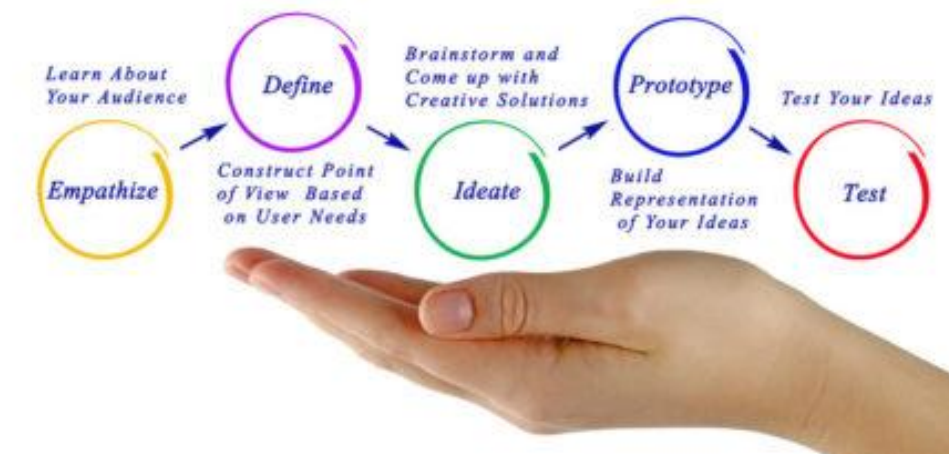 Learn About
Your Audience
Empathize
Define
Construct Point
of View Based
on User Needs
Brainstorm and
Come up with
Creative Solutions
Ideate
Prototype
Build
Representation
of Your Ideas
Test Your Ideas
Test